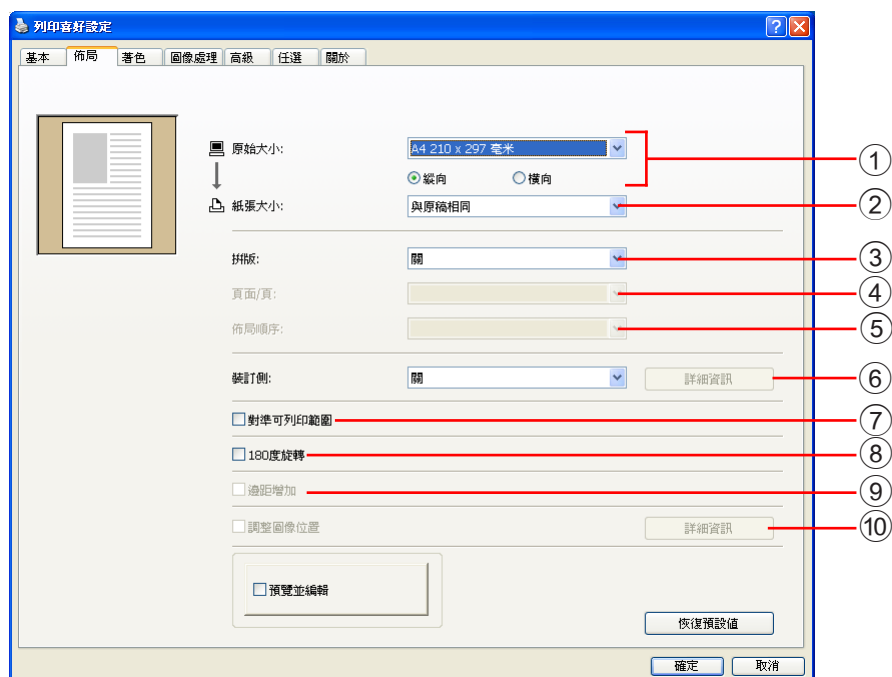 列印喜好設定
基本 佈局 著色 圖像處理 高級 任選 關於
原始大小: A4 210 x 297 毫米 ①
縱向 橫向
紙張大小: 與原稿相同 ②
拼版: 關 ③
頁面/頁: ④
佈局順序: ⑤
裝訂側: 關 詳細資訊 ⑥
對準可列印範圍 ⑦
180度旋轉 ⑧
邊距增加 ⑨
調整圖像位置 詳細資訊 ⑩
預覽並編輯
恢復預設值
確定 取消